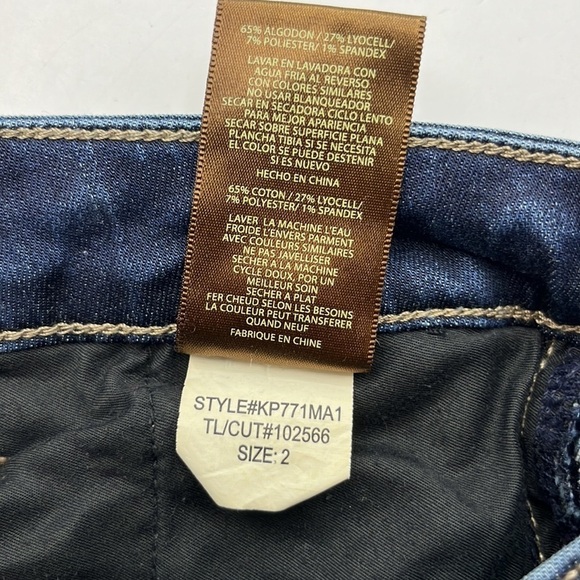 65% ALGODON / 27% LYOCELL/
7% POLIESTER/ 1% SPANDEX
LAVAR EN LAVADORA CON
AGUA FRIA AL REVERSO
CON COLORES SIMILARES
NO USAR BLANQUEADOR
SECAR EN SECADORA CICLO LENTO
PARA MEJOR APARIENCIA
SECAR SOBRE SUPERFICIE PLANA
PLANCHA TIBIA SI SE NECESITA
EL COLOR SE PUEDE DESTENIR
SI ES NUEVO
HECHO EN CHINA
65% COTON / 27% LYOCELL/
7% POLYESTER/ 1% SPANDEX
LAVER LA MACHINE L'EAU
FROIDE L'ENVERS PARMENT
AVEC COULEURS SIMILAIRES
NE PAS JAVELLISER
SECHER A LA MACHINE
CYCLE DOUX, POR UN
MEILLEUR SOIN
SECHER A PLAT
FER CHEUD SELON LES BESOINS
LA COULEUR PEUT TRANSFERER
QUAND NEUF
FABRIQUE EN CHINE
STYLE#KP771MA1
TL/CUT#102566
SIZE: 2